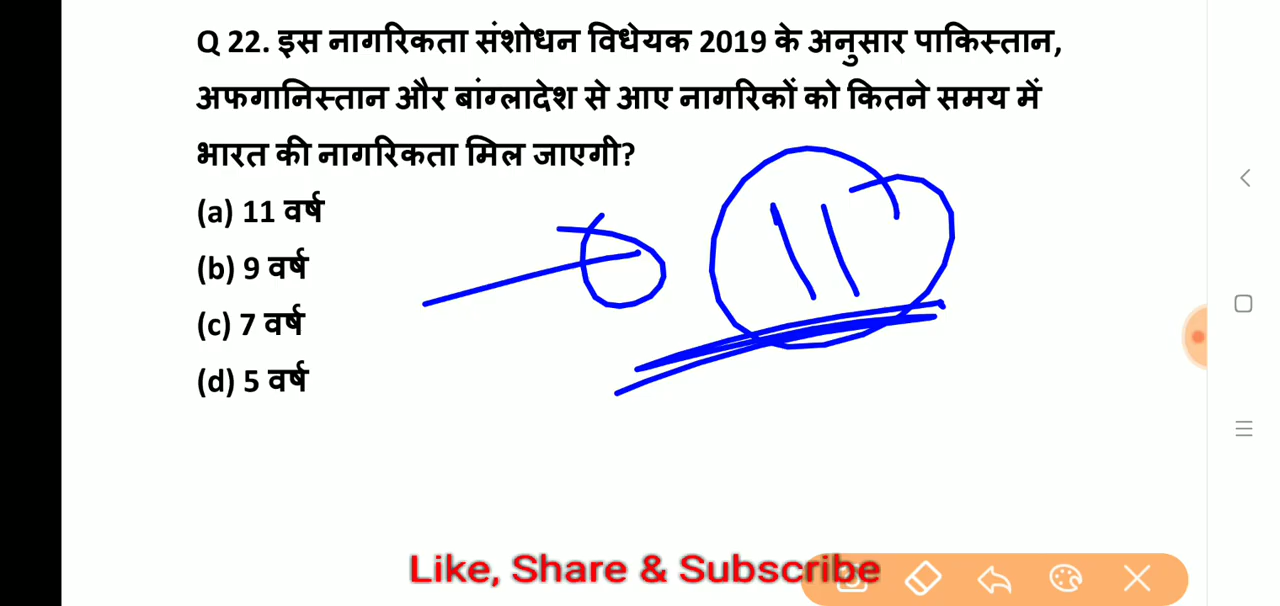 Q 22. इस नागरिकता संशोधन विधेयक 2019 के अनुसार पाकिस्तान,
अफगानिस्तान और बांग्लादेश से आए नागरिकों को कितने समय में
भारत की नागरिकता मिल जाएगी?
(a) 11 वर्ष
11
(b) 9 वर्ष
(c) 7 वर्ष
(d) 5 वर्ष
Like, Share & Subscribe